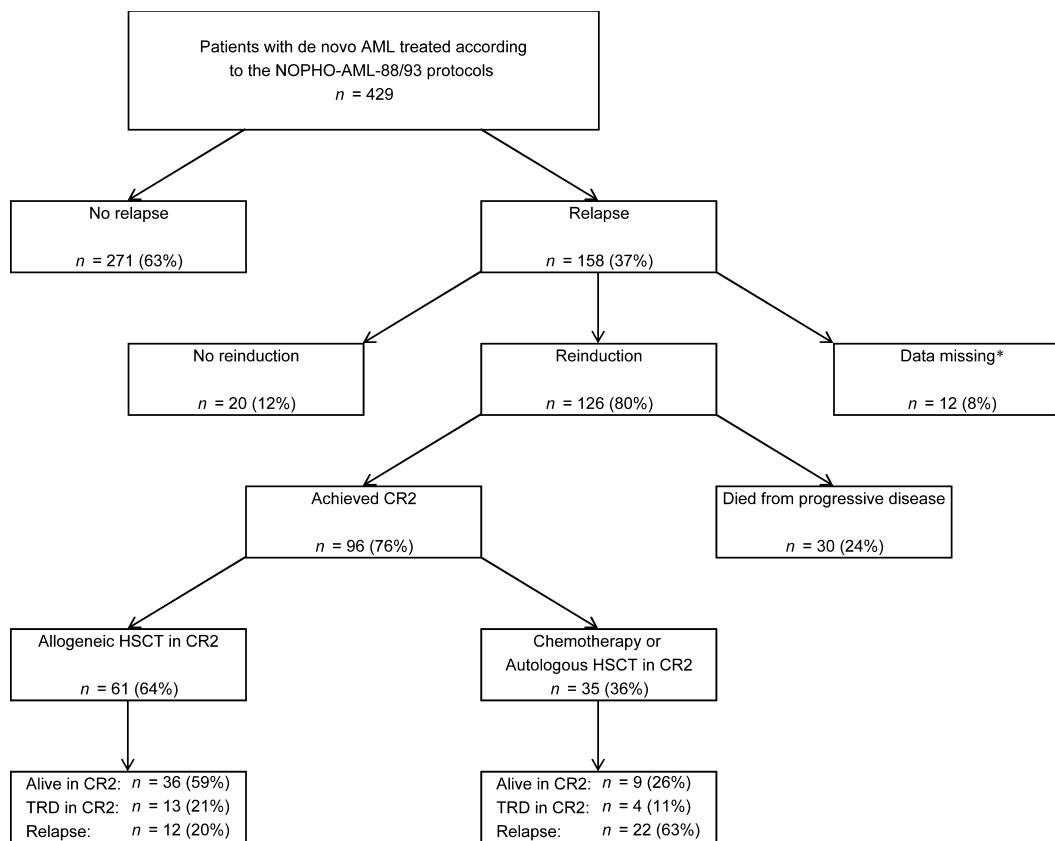 Patients with de novo AML treated according
to the NOPHO-AML-88/93 protocols
n = 429
No relapse
n = 271 (63%)
Relapse
n = 158 (37%)
No reinduction
n = 20 (12%)
Reinduction
n = 126 (80%)
Data missing*
n = 12 (8%)
Achieved CR2
n = 96 (76%)
Died from progressive disease
n = 30 (24%)
Allogeneic HSCT in CR2
n = 61 (64%)
Chemotherapy or
Autologous HSCT in CR2
n = 35 (36%)
Alive in CR2: n = 36 (59%)
TRD in CR2: n = 13 (21%)
Relapse: n = 12 (20%)
Alive in CR2: n = 9 (26%)
TRD in CR2: n = 4 (11%)
Relapse: n = 22 (63%)